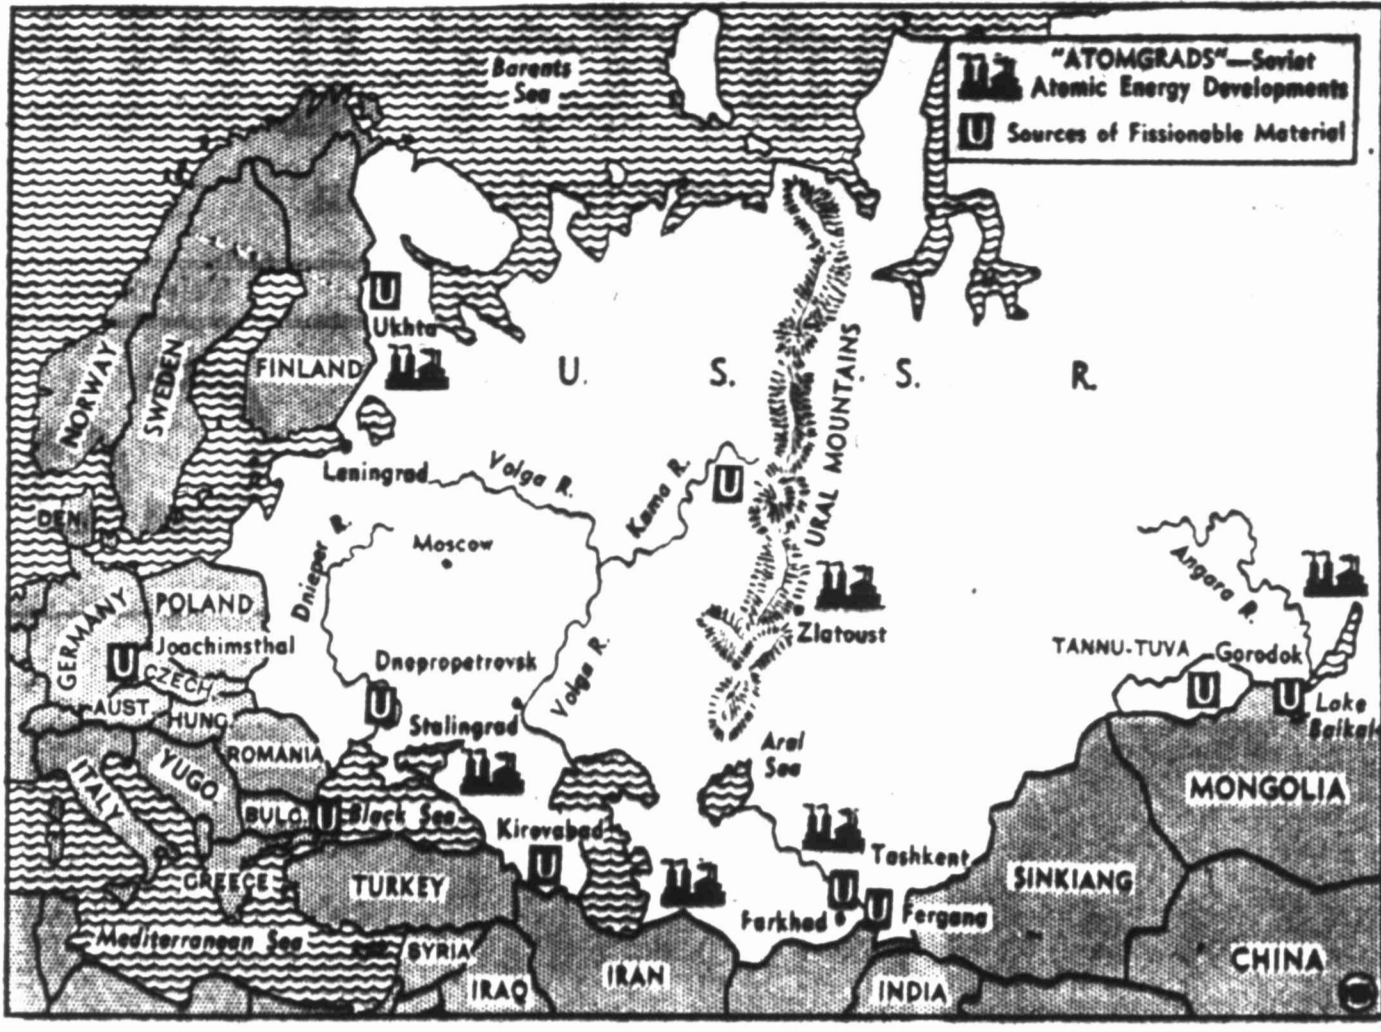 Barents
Sea
"ATOMGRADS"—Soviet
Atomic Energy Developments
U Sources of Fissionable Material
U
Ukhta
NORWAY
SWEDEN
FINLAND
U. S. S. R.
URAL MOUNTAINS
Leningrad
Volga R.
Kama R.
U
DEN.
Dnieper R.
Moscow
Angara R.
GERMANY
POLAND
Joachimsthal
U
CZECH.
Zlatoust
TANNU-TUVA
Gorodok
U
U
Lake
Baikal
Dnepropetrovsk
Volga R.
U
AUST.
HUNG.
Stalingrad
ROMANIA
Aral
Sea
ITALY
YUGO.
MONGOLIA
BULG.
U
Black Sea
Kirovabad
U
Tashkent
GREECE
TURKEY
SINKIANG
U
U
Farkhad
Fergana
Mediterranean Sea
SYRIA
IRAQ
IRAN
INDIA
CHINA